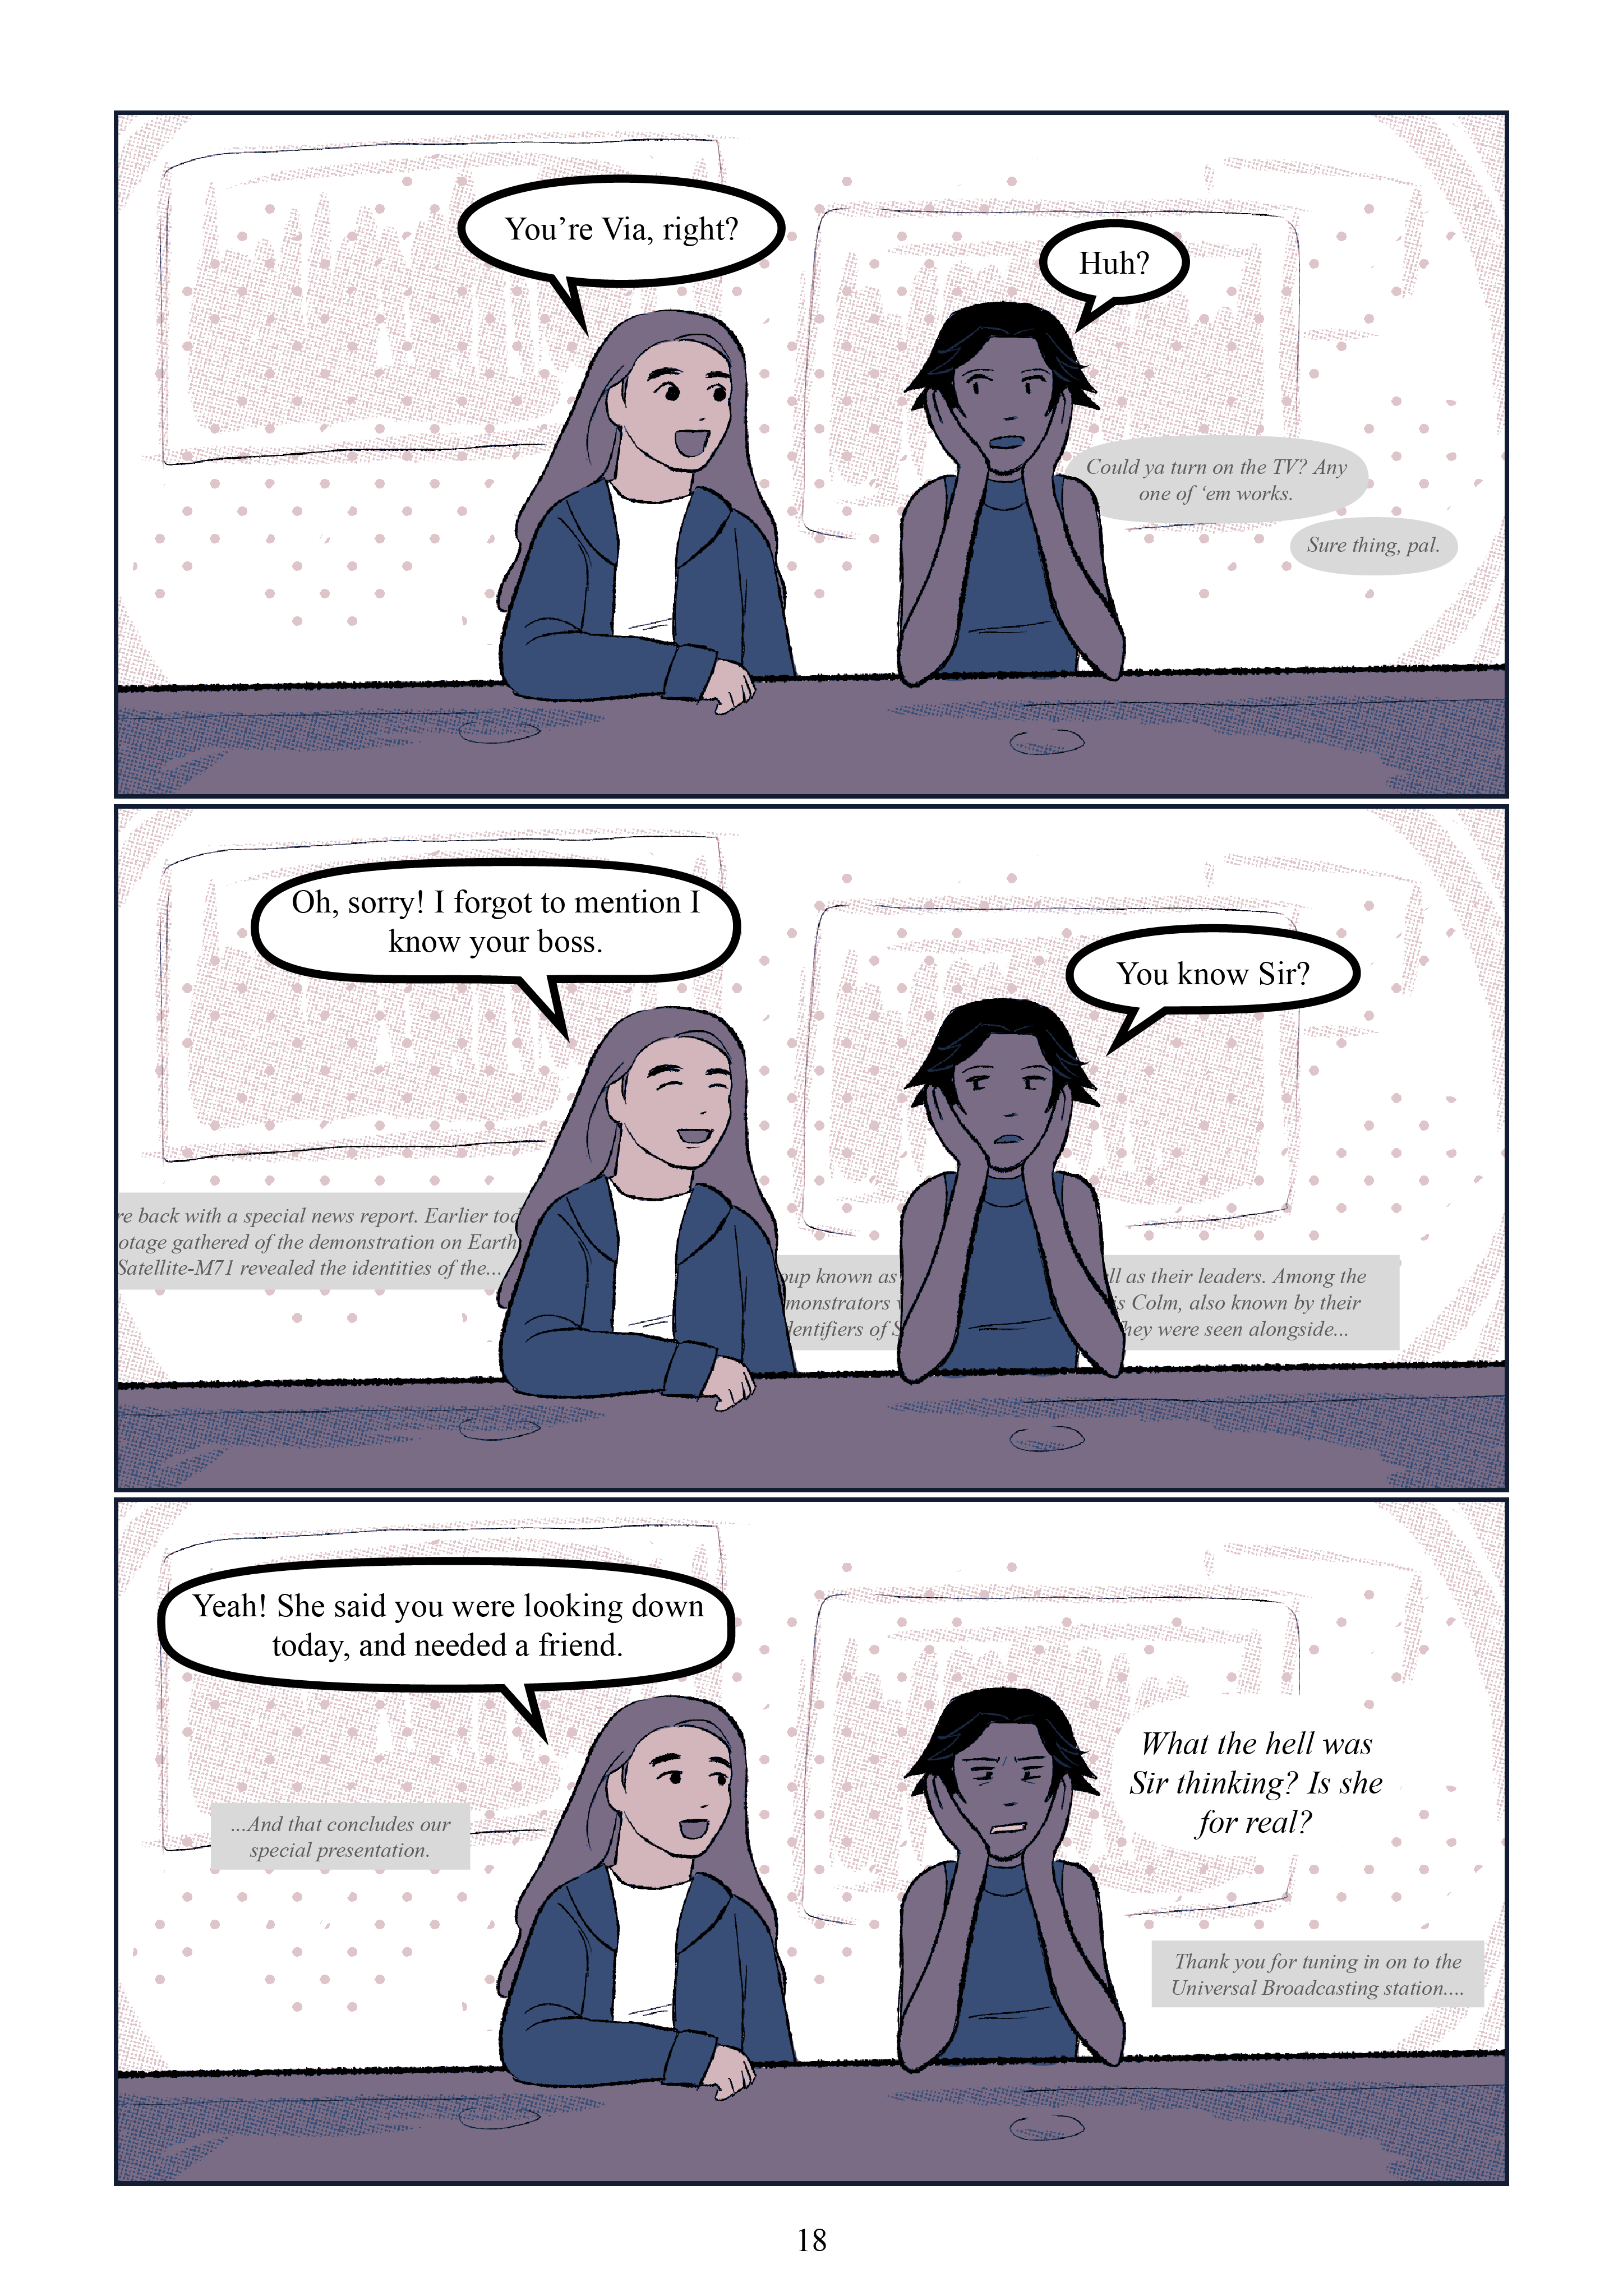 You're Via, right?
Huh?
Could ya turn on the TV? Any
one of 'em works.
Sure thing, pal.
Oh, sorry! I forgot to mention I
know your boss.
You know Sir?
re back with a special news report. Earlier tod
otage gathered of the demonstration on Earth
Satellite-M71 revealed the identities of the...
oup known as ll as their leaders. Among the
monstrators is Colm, also known by their
dentifiers of S hey were seen alongside...
Yeah! She said you were looking down
today, and needed a friend.
What the hell was
Sir thinking? Is she
for real?
...And that concludes our
special presentation.
Thank you for tuning in on to the
Universal Broadcasting station....
18